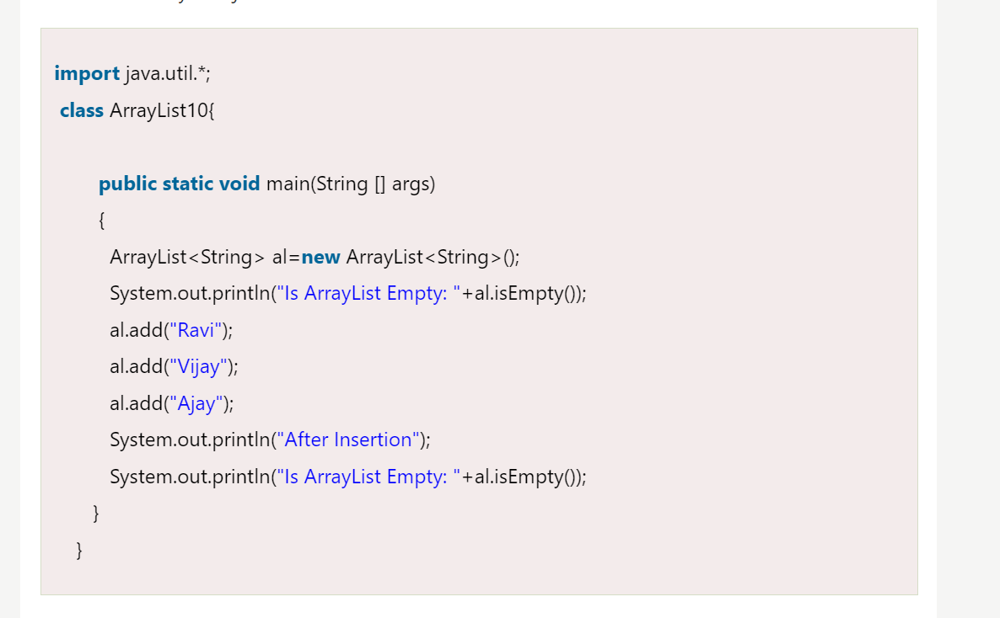 import java.util.*;
class ArrayList10{
public static void main(String [] args)
{
ArrayList<String> al=new ArrayList<String>();
System.out.println("Is ArrayList Empty: "+al.isEmpty());
al.add("Ravi");
al.add("Vijay");
al.add("Ajay");
System.out.println("After Insertion");
System.out.println("Is ArrayList Empty: "+al.isEmpty());
}
}